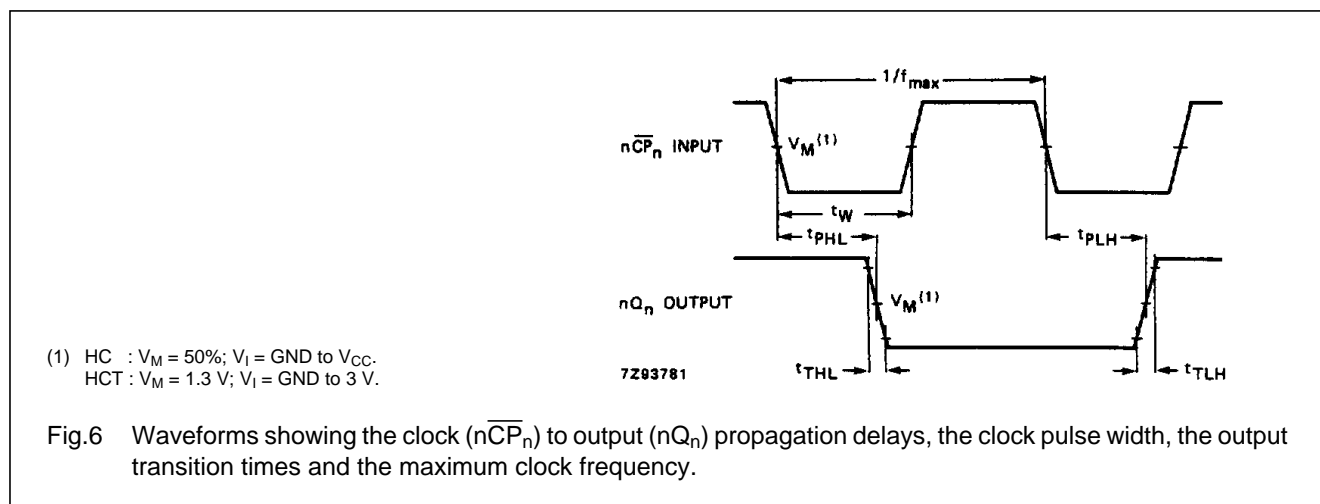 1/fmax
nCPn INPUT
VM(1)
tW
tPHL
tPLH
nQn OUTPUT
VM(1)
(1) HC : VM = 50%; VI = GND to VCC.
HCT : VM = 1.3 V; VI = GND to 3 V.
7Z93781
tTHL
tTLH
Fig.6 Waveforms showing the clock (nCPn) to output (nQn) propagation delays, the clock pulse width, the output
transition times and the maximum clock frequency.